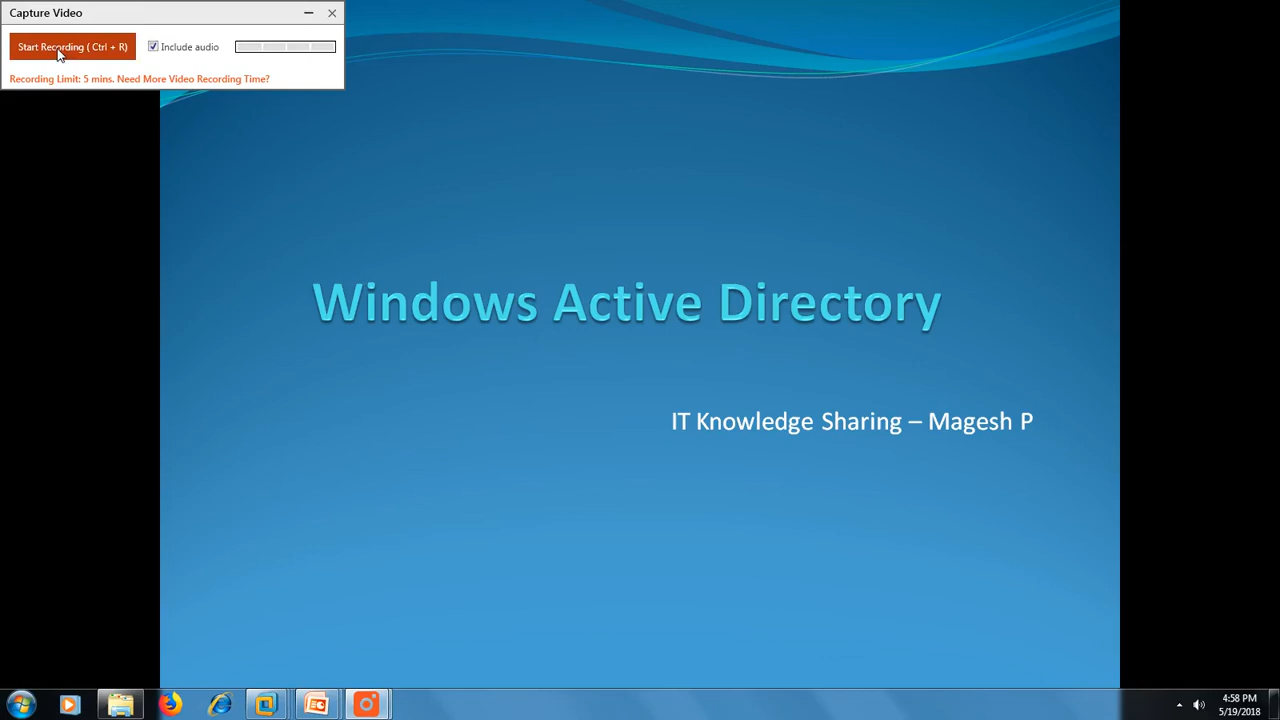 Capture Video
Start Recording ( Ctrl + R)
Include audio
Recording Limit: 5 mins. Need More Video Recording Time?
Windows Active Directory
IT Knowledge Sharing – Magesh P
4:58 PM
5/19/2018